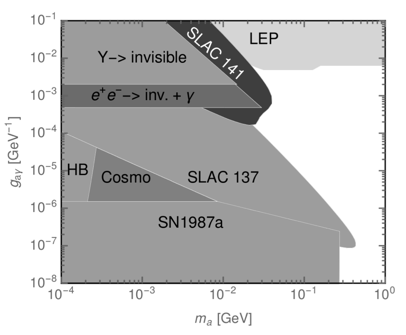 10⁻¹
10⁻²
10⁻³
10⁻⁴
10⁻⁵
10⁻⁶
10⁻⁷
10⁻⁸
g_{aγ} [GeV⁻¹]
LEP
SLAC 141
Y−> invisible
e⁺e⁻−> inv. + γ
HB
Cosmo
SLAC 137
SN1987a
10⁻⁴ 10⁻³ 10⁻² 10⁻¹ 10⁰
m_a [GeV]